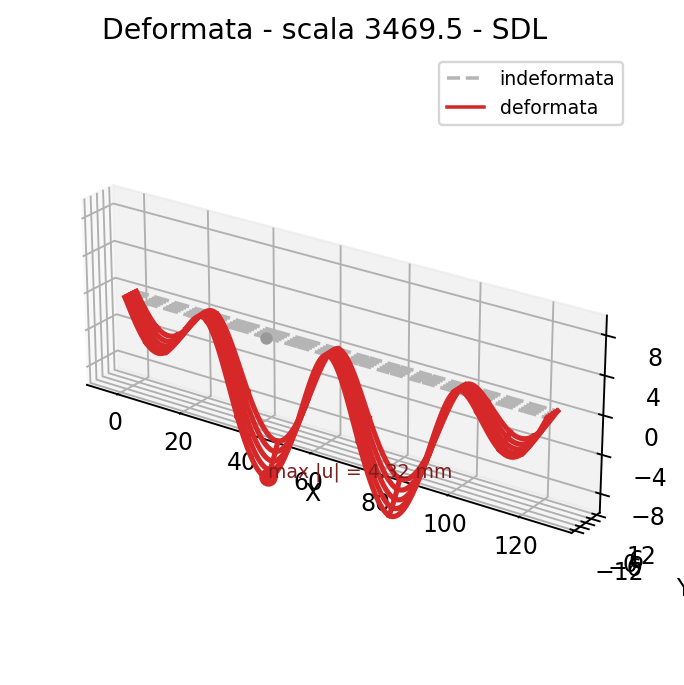 Deformata - scala 3469.5 - SDL
indeformata
deformata
8
4
0
−4
−8
0
20
40
60
80
100
120
max |u| = 4.32 mm
X
12
−12
Y